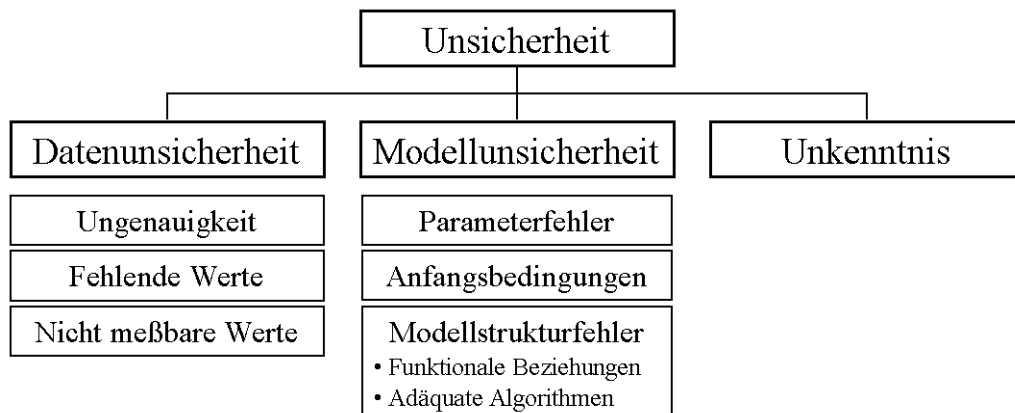 Unsicherheit
Datenunsicherheit
Modellunsicherheit
Unkenntnis
Ungenauigkeit
Fehlende Werte
Nicht meßbare Werte
Parameterfehler
Anfangsbedingungen
Modellstrukturfehler
• Funktionale Beziehungen
• Adäquate Algorithmen